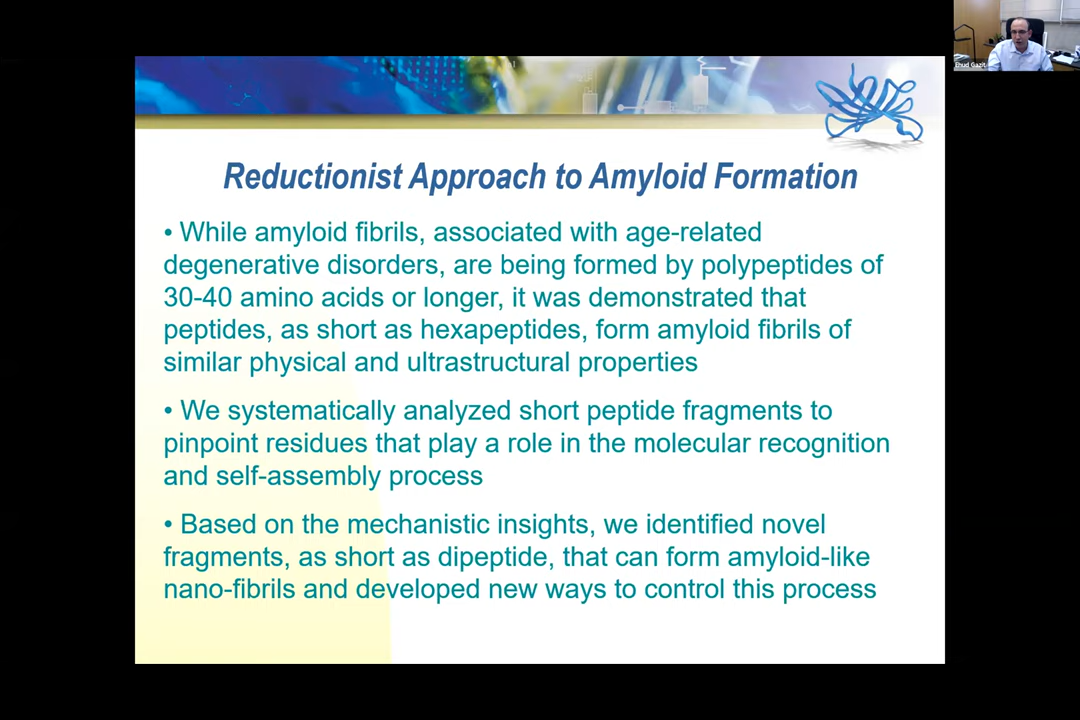 Ehud Gazit
Reductionist Approach to Amyloid Formation
• While amyloid fibrils, associated with age-related
degenerative disorders, are being formed by polypeptides of
30-40 amino acids or longer, it was demonstrated that
peptides, as short as hexapeptides, form amyloid fibrils of
similar physical and ultrastructural properties
• We systematically analyzed short peptide fragments to
pinpoint residues that play a role in the molecular recognition
and self-assembly process
• Based on the mechanistic insights, we identified novel
fragments, as short as dipeptide, that can form amyloid-like
nano-fibrils and developed new ways to control this process